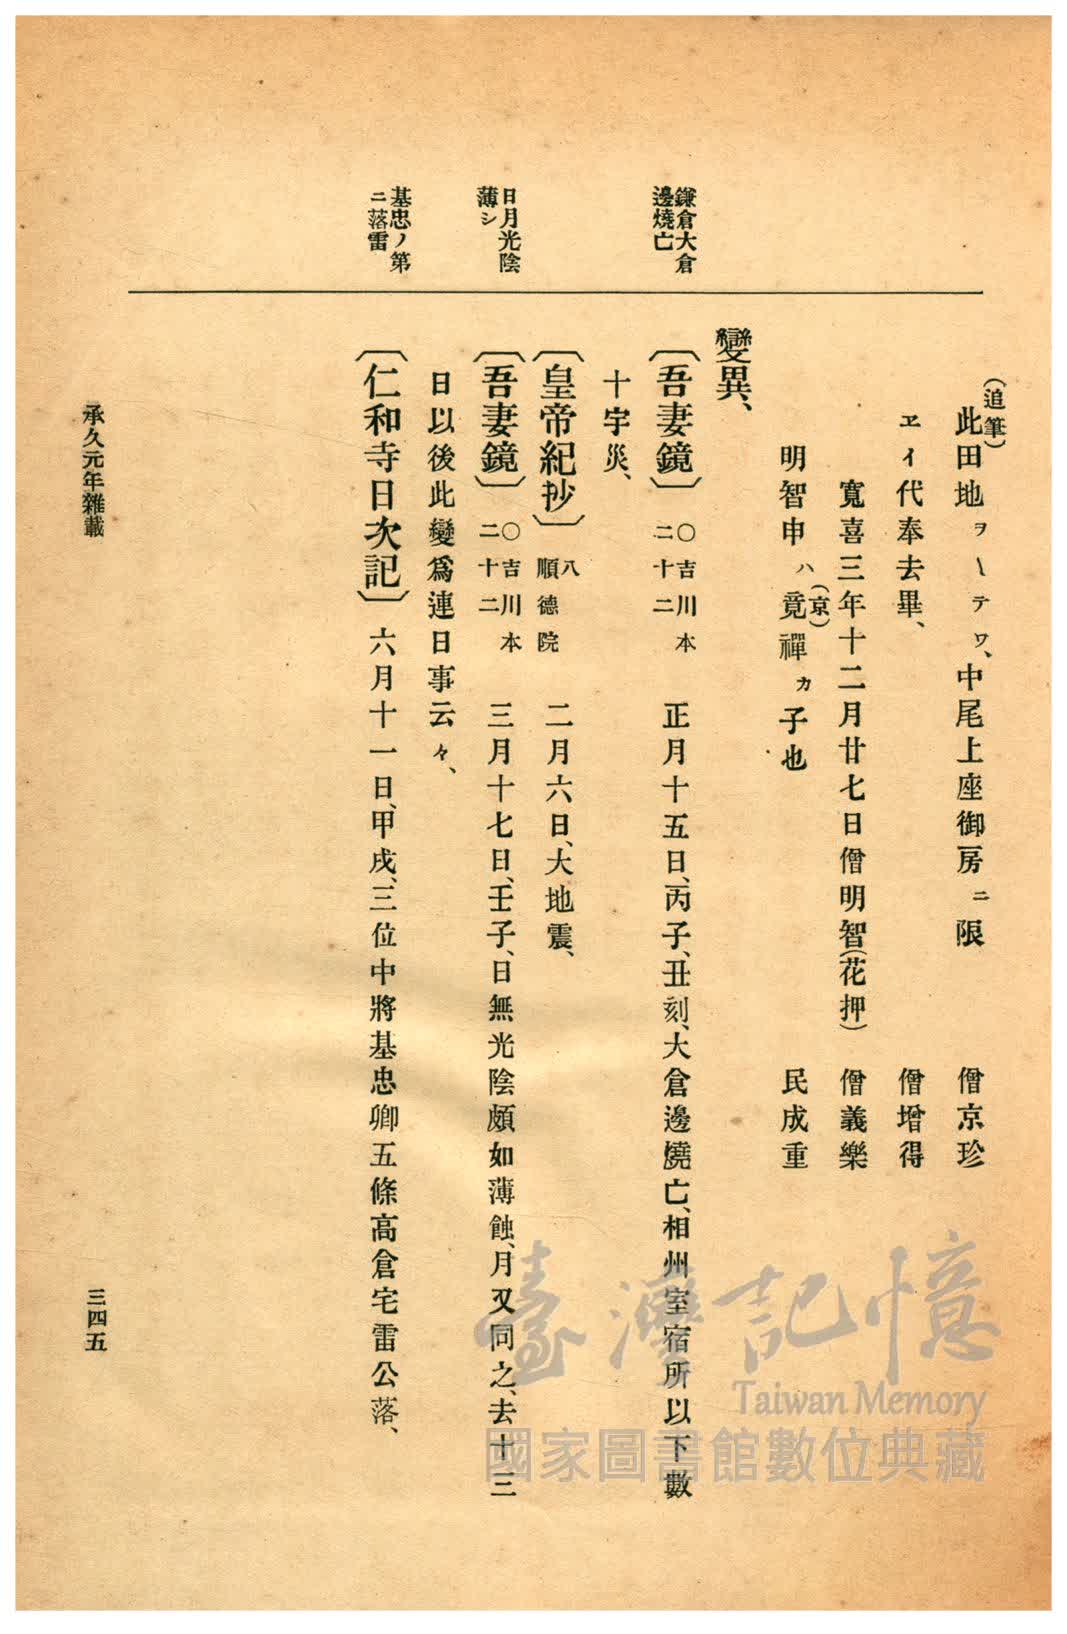 鎌倉大倉
邊燒亡
日月光陰
薄シ
基忠ノ第
ニ落雷
(追筆)
此田地ヲ〳テワ、中尾上座御房ニ限　僧京珍
ヱイ代奉去畢、　僧增得
寬喜三年十二月廿七日僧明智(花押)　僧義樂
明智申ハ竟(京)禪カ子也　民成重
變異、
〔吾妻鏡〕○吉川本二十二　正月十五日、丙子、丑刻、大倉邊燒亡、相州室宿所以下數
十宇災、
〔皇帝紀抄〕八順德院　二月六日、大地震、
〔吾妻鏡〕○吉川本二十二　三月十七日、壬子、日無光陰頗如薄蝕、月又同之、去十三
日以後此變爲連日事云々、
〔仁和寺日次記〕六月十一日、甲戌、三位中將基忠卿五條高倉宅雷公落、
承久元年雜載
三四五
臺灣記憶
Taiwan Memory
國家圖書館數位典藏